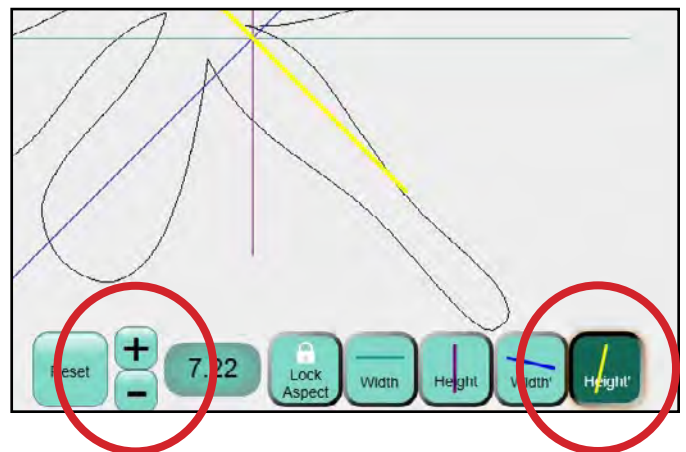 Reset
+
-
7.22
Lock
Aspect
Width
Height
Width'
Height'